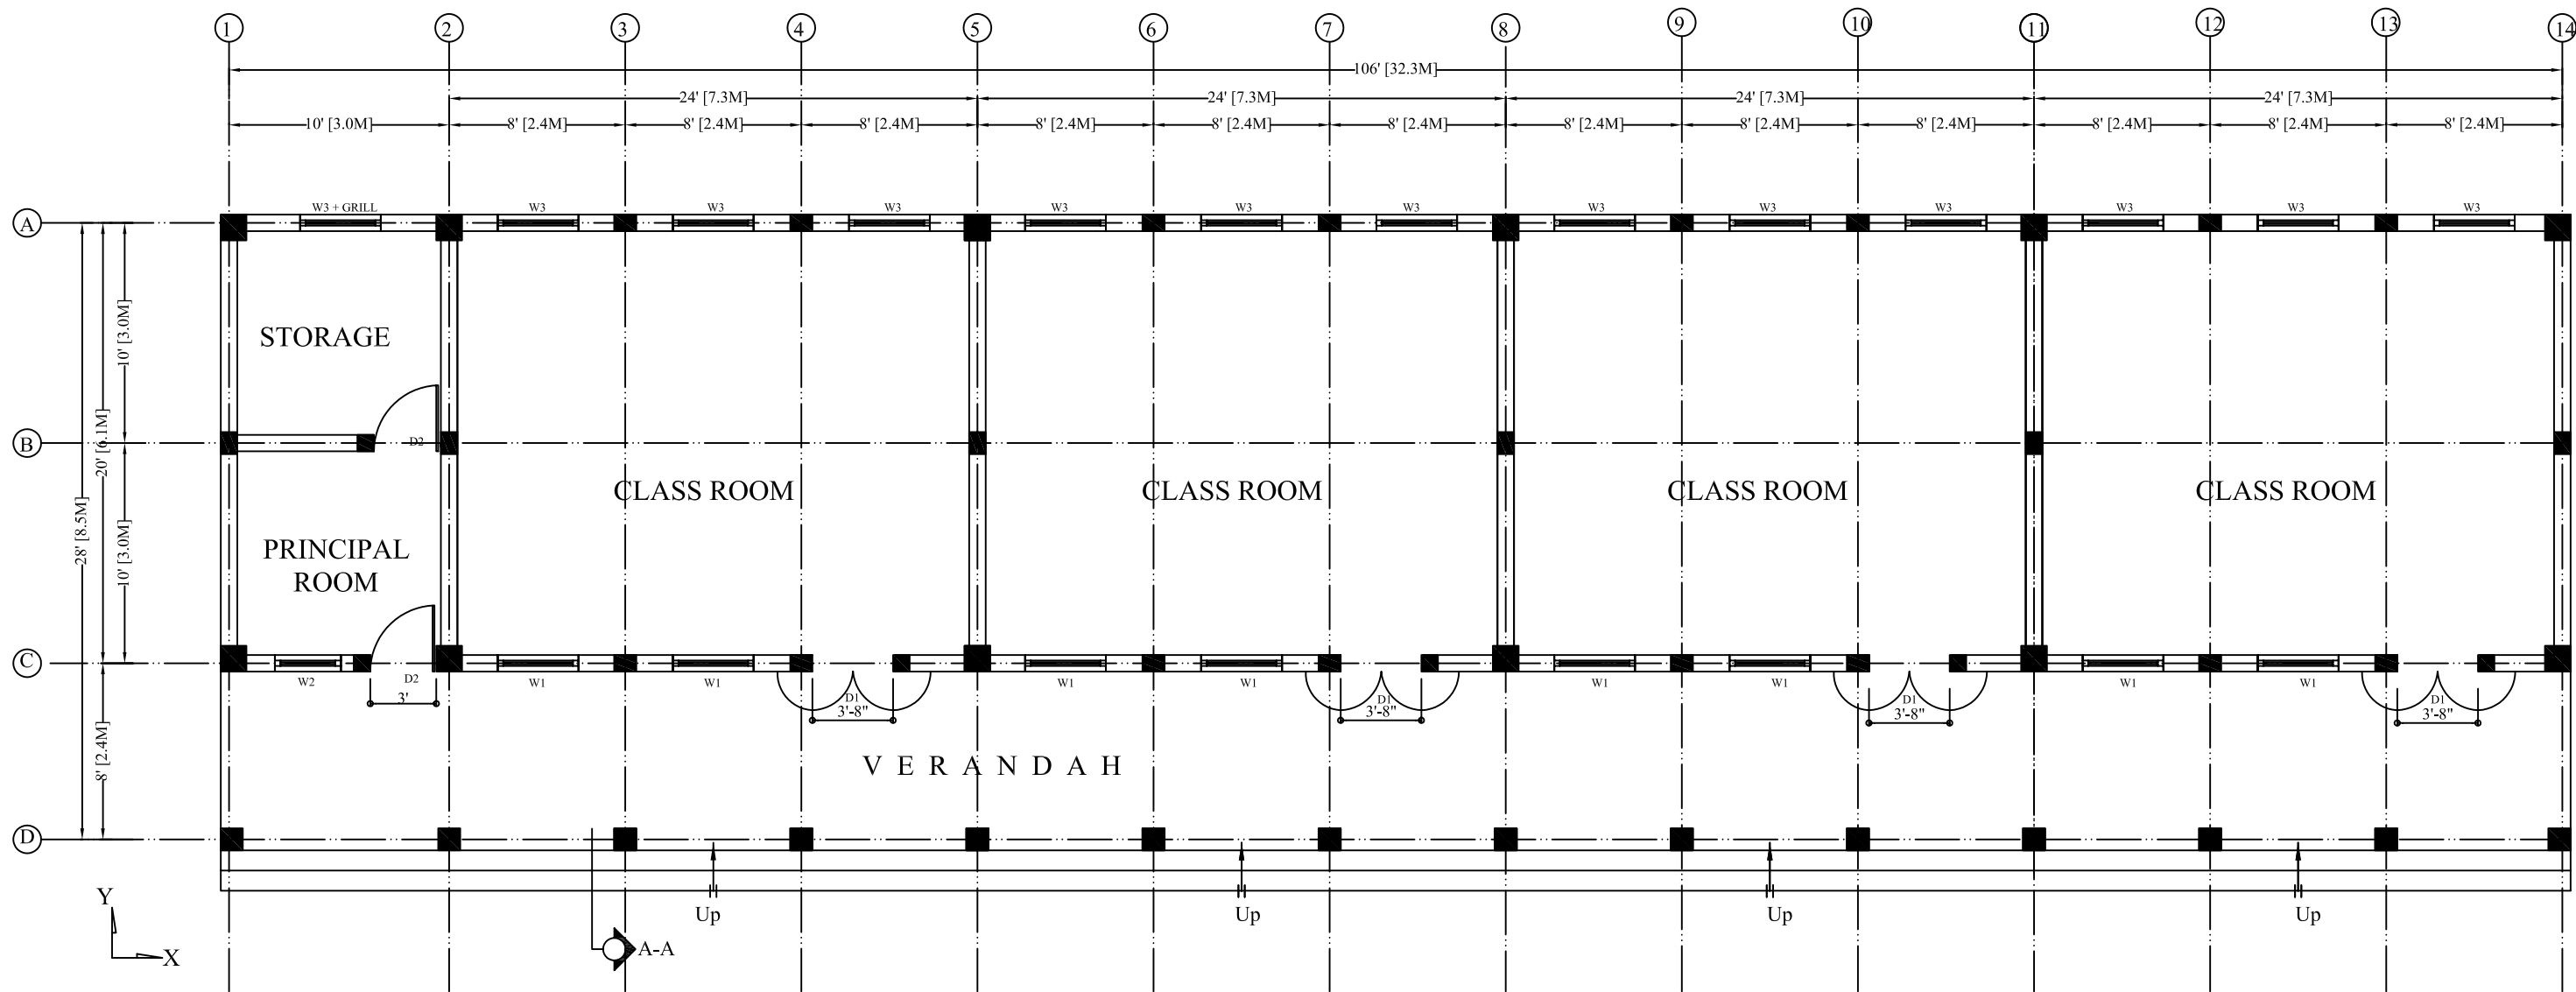 1 2 3 4 5 6 7 8 9 10 11 12 13 14
106' [32.3M]
24' [7.3M] 24' [7.3M] 24' [7.3M] 24' [7.3M]
10' [3.0M] 8' [2.4M] 8' [2.4M] 8' [2.4M] 8' [2.4M] 8' [2.4M] 8' [2.4M] 8' [2.4M] 8' [2.4M] 8' [2.4M] 8' [2.4M] 8' [2.4M] 8' [2.4M]
W3 + GRILL W3 W3 W3 W3 W3 W3 W3 W3 W3 W3 W3 W3
A
10' [3.0M]
STORAGE
20' [6.1M]
B
D2
28' [8.5M]
10' [3.0M]
CLASS ROOM CLASS ROOM CLASS ROOM CLASS ROOM
PRINCIPAL
ROOM
C
W2 D2 W1 W1 W1 W1 W1 W1 W1 W1
3' D1 D1 D1 D1
3'-8" 3'-8" 3'-8" 3'-8"
8' [2.4M]
VERANDAH
D
Y
Up Up Up Up
X
A-A